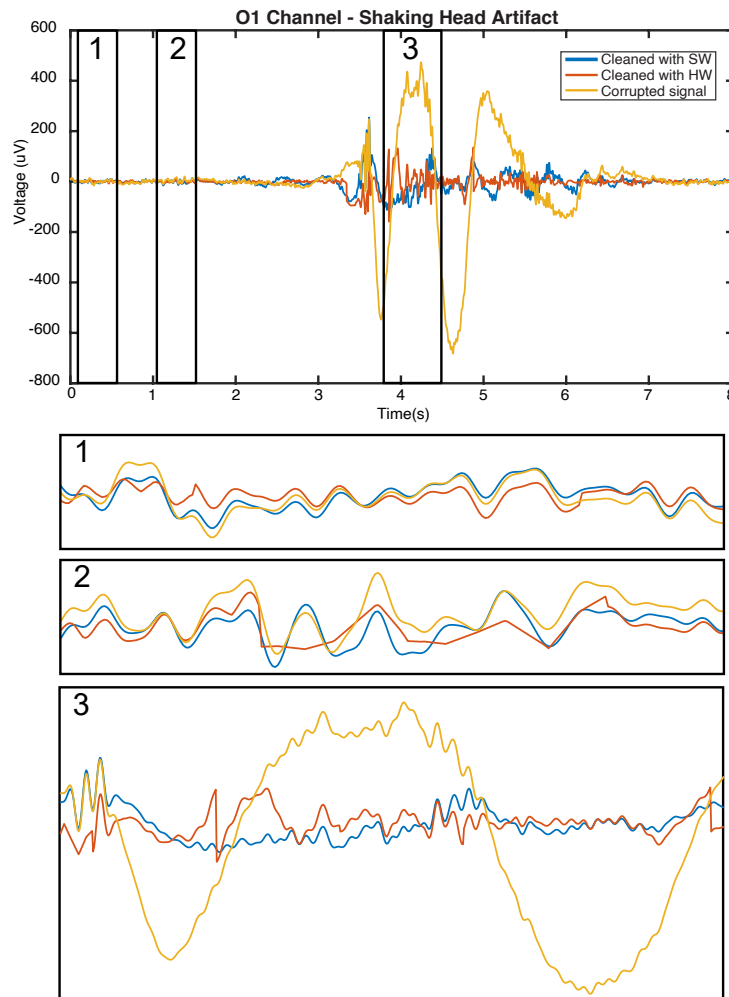 O1 Channel - Shaking Head Artifact
600
400
200
0
-200
-400
-600
-800
Voltage (uV)
1
2
3
Cleaned with SW
Cleaned with HW
Corrupted signal
0 1 2 3 4 5 6 7 8
Time(s)
1
2
3